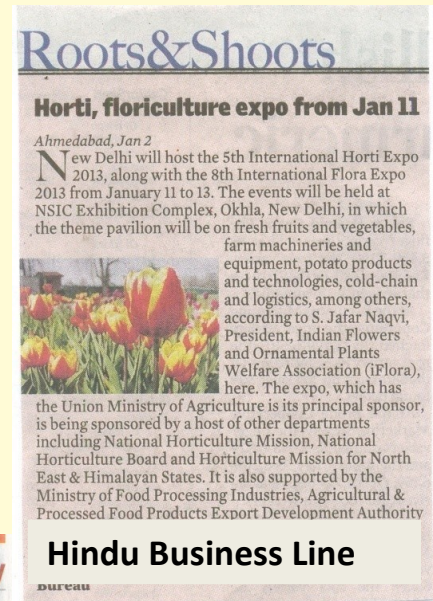 Roots&Shoots
Horti, floriculture expo from Jan 11
Ahmedabad, Jan 2
New Delhi will host the 5th International Horti Expo
2013, along with the 8th International Flora Expo
2013 from January 11 to 13. The events will be held at
NSIC Exhibition Complex, Okhla, New Delhi, in which
the theme pavilion will be on fresh fruits and vegetables,
farm machineries and
equipment, potato products
and technologies, cold-chain
and logistics, among others,
according to S. Jafar Naqvi,
President, Indian Flowers
and Ornamental Plants
Welfare Association (iFlora),
here. The expo, which has
the Union Ministry of Agriculture is its principal sponsor,
is being sponsored by a host of other departments
including National Horticulture Mission, National
Horticulture Board and Horticulture Mission for North
East & Himalayan States. It is also supported by the
Ministry of Food Processing Industries, Agricultural &
Processed Food Products Export Development Authority
Hindu Business Line
Bureau